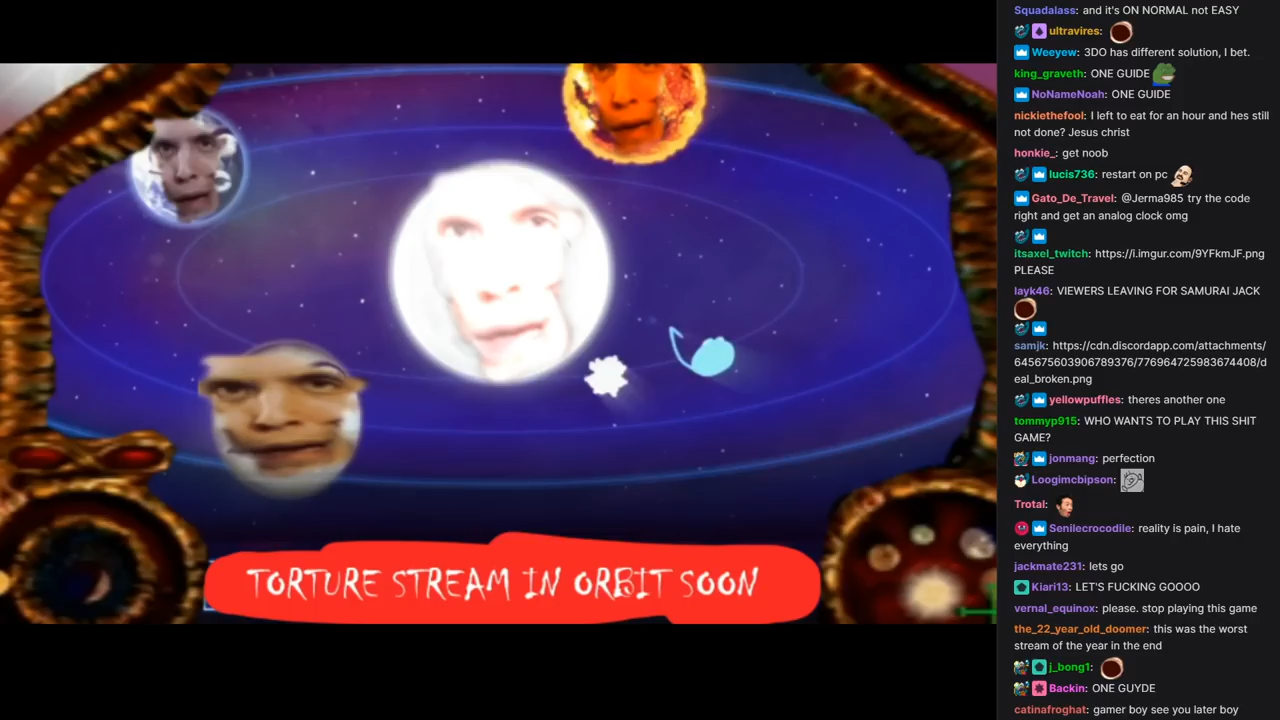 TORTURE STREAM IN ORBIT SOON
Squadalass: and it's ON NORMAL not EASY
ultravires:
Weeyew: 3DO has different solution, I bet.
king_graveth: ONE GUIDE
NoNameNoah: ONE GUIDE
nickiethefool: I left to eat for an hour and hes still
not done? Jesus christ
honkie_: get noob
lucis736: restart on pc
Gato_De_Travel: @Jerma985 try the code
right and get an analog clock omg
itsaxel_twitch: https://i.imgur.com/9YFkmJF.png
PLEASE
layk46: VIEWERS LEAVING FOR SAMURAI JACK
samjk: https://cdn.discordapp.com/attachments/
645675603906789376/776964725983674408/d
eal_broken.png
yellowpuffles: theres another one
tommyp915: WHO WANTS TO PLAY THIS SHIT
GAME?
jonmang: perfection
Loogimcbipson:
Trotal:
Senilecrocodile: reality is pain, I hate
everything
jackmate231: lets go
Kiari13: LET'S FUCKING GOOOO
vernal_equinox: please. stop playing this game
the_22_year_old_doomer: this was the worst
stream of the year in the end
j_bong1:
Backin: ONE GUYDE
catinafroghat: gamer boy see you later boy